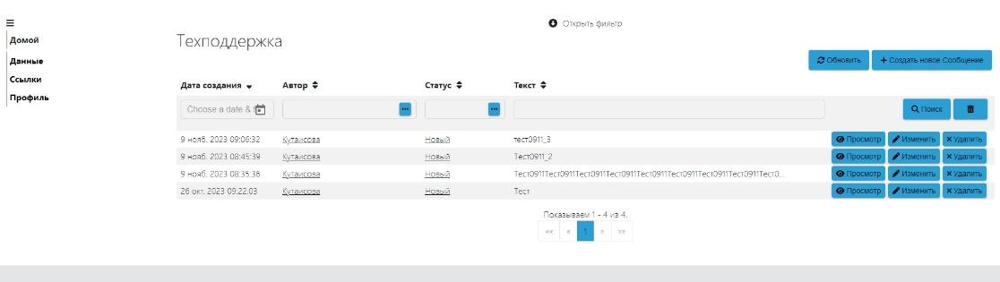 Открыть фильтр
Домой
Данные
Ссылки
Профиль
Техподдержка
Обновить Создать новое Сообщение
Дата создания Автор Статус Текст
Choose a date & t Поиск
9 нояб. 2023 09:06:32 Кутаисова Новый тест0911_3 Просмотр Изменить Удалить
9 нояб. 2023 08:45:39 Кутаисова Новый Тест0911_2 Просмотр Изменить Удалить
9 нояб. 2023 08:35:36 Кутаисова Новый Тест0911Тест0911Тест0911Тест0911Тест0911Тест0911Тест0911Тест0911Тест0... Просмотр Изменить Удалить
26 окт. 2023 09:22:03 Кутаисова Новый Тест Просмотр Изменить Удалить
Показываем 1 - 4 из 4.
«« « 1 » »»